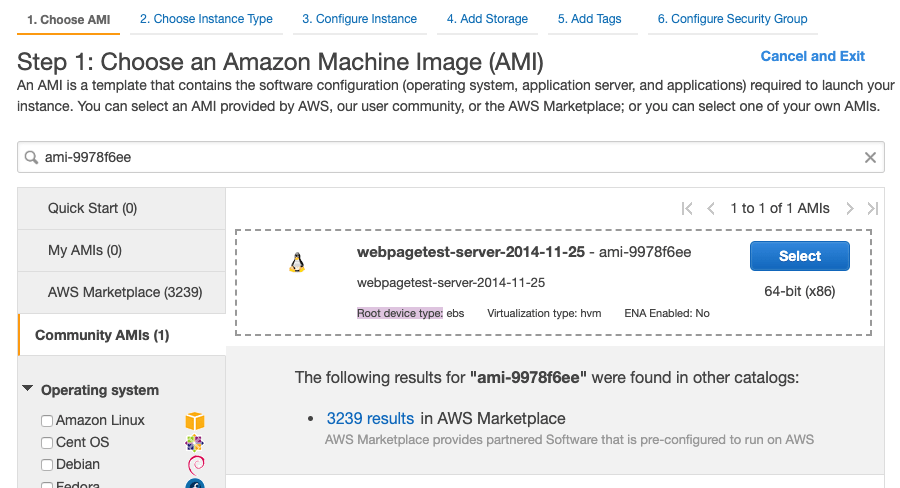 1. Choose AMI 2. Choose Instance Type 3. Configure Instance 4. Add Storage 5. Add Tags 6. Configure Security Group
Step 1: Choose an Amazon Machine Image (AMI) Cancel and Exit
An AMI is a template that contains the software configuration (operating system, application server, and applications) required to launch your
instance. You can select an AMI provided by AWS, our user community, or the AWS Marketplace; or you can select one of your own AMIs.
ami-9978f6ee
Quick Start (0)
My AMIs (0)
AWS Marketplace (3239)
Community AMIs (1)
Operating system
Amazon Linux
Cent OS
Debian
Fedora
1 to 1 of 1 AMIs
webpagetest-server-2014-11-25 - ami-9978f6ee
Select
webpagetest-server-2014-11-25
64-bit (x86)
Root device type: ebs Virtualization type: hvm ENA Enabled: No
The following results for "ami-9978f6ee" were found in other catalogs:
• 3239 results in AWS Marketplace
AWS Marketplace provides partnered Software that is pre-configured to run on AWS